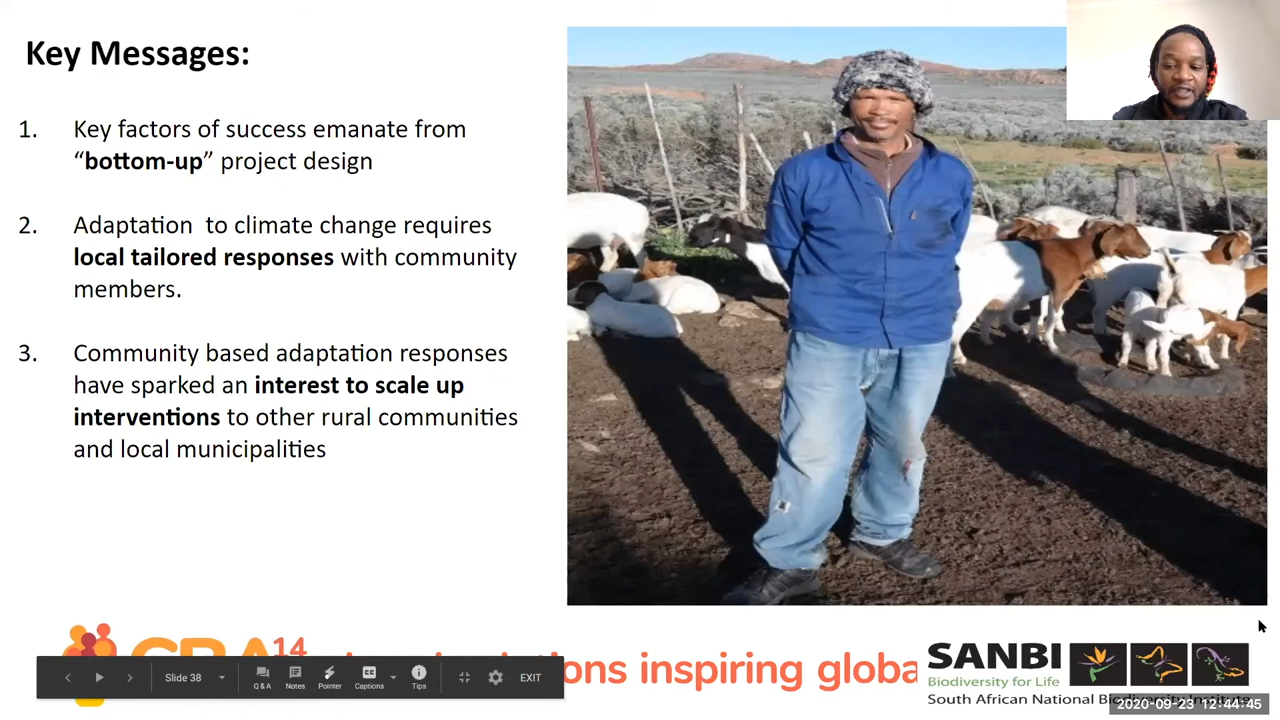 Key Messages:
1. Key factors of success emanate from
“bottom-up” project design
2. Adaptation to climate change requires
local tailored responses with community
members.
3. Community based adaptation responses
have sparked an interest to scale up
interventions to other rural communities
and local municipalities
14
inspiring
SANBI
Biodiversity for Life
South African National Biodiversity Institute
Slide 38
Q & A
Notes
Pointer
Captions
Tips
EXIT
2020-09-23 12:44:45